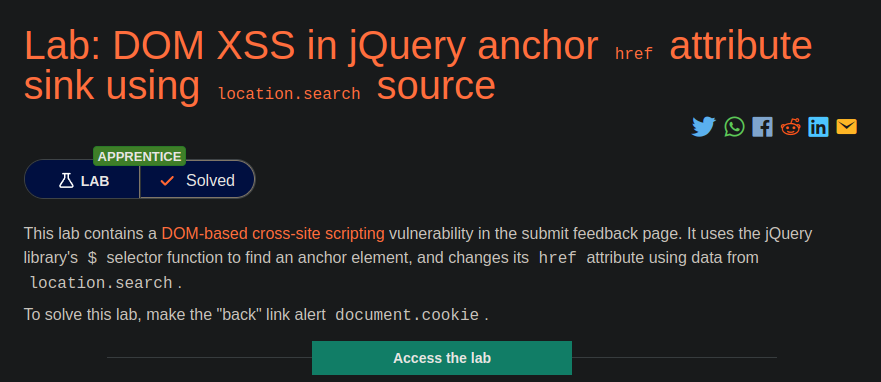 Lab: DOM XSS in jQuery anchor href attribute
sink using location.search source
APPRENTICE
LAB Solved
This lab contains a DOM-based cross-site scripting vulnerability in the submit feedback page. It uses the jQuery
library's $ selector function to find an anchor element, and changes its href attribute using data from
location.search.
To solve this lab, make the "back" link alert document.cookie.
Access the lab